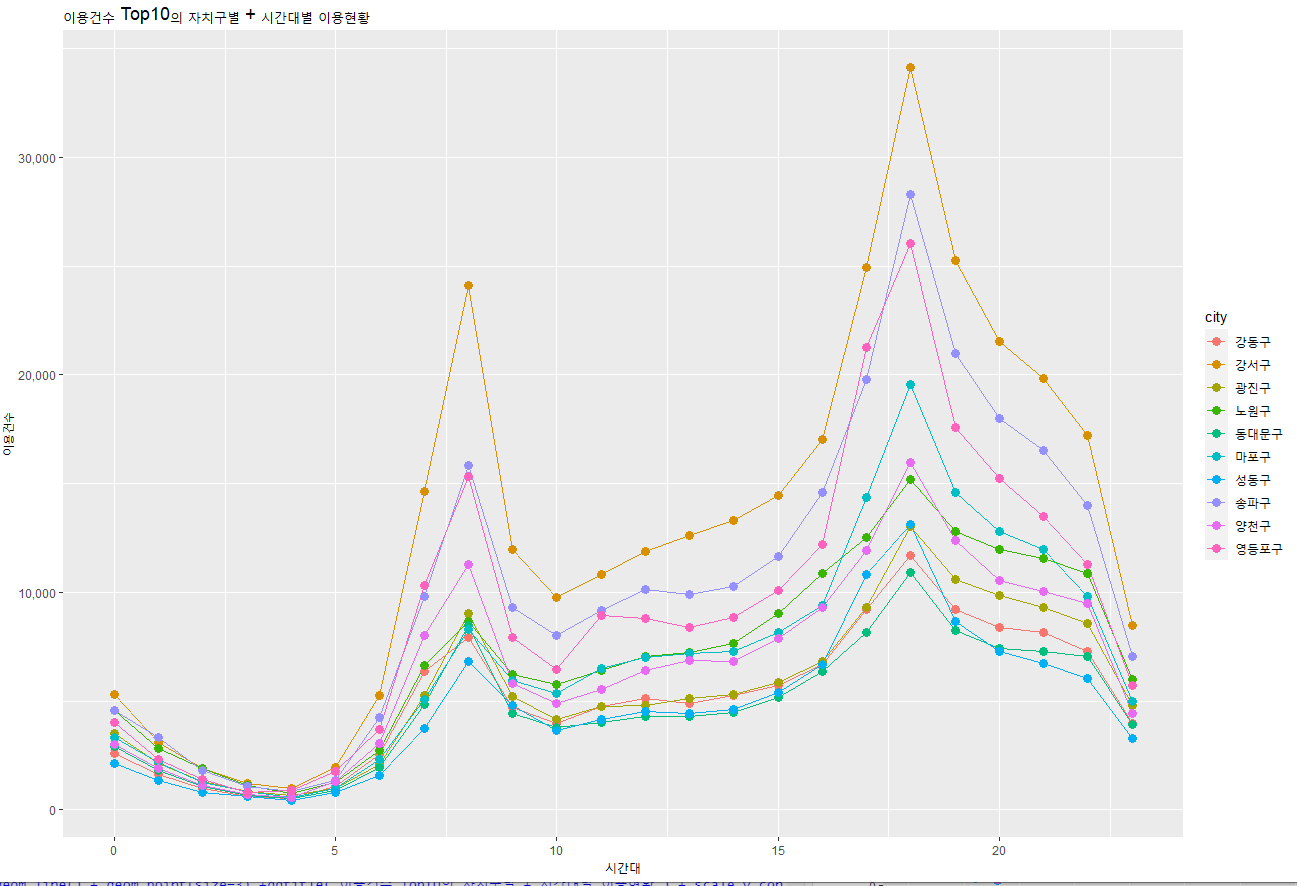 이용건수 Top10의 자치구별 + 시간대별 이용현황
30,000
20,000
10,000
0
이용건수
0 5 10 15 20
시간대
city
강동구
강서구
광진구
노원구
동대문구
마포구
성동구
송파구
양천구
영등포구